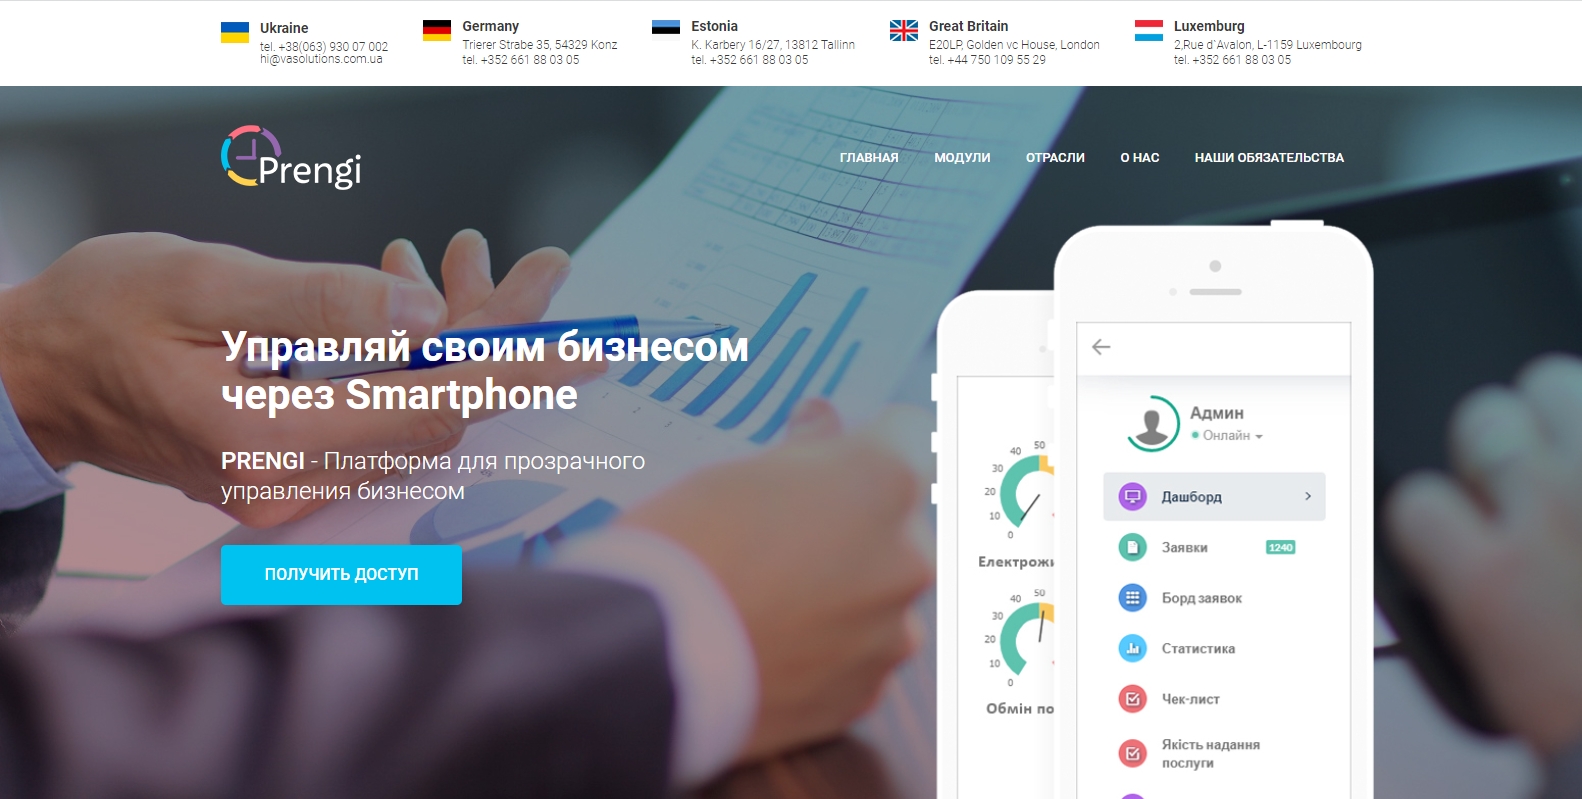 Ukraine
tel. +38(063) 930 07 002
hi@vasolutions.com.ua
Germany
Trierer Strabe 35, 54329 Konz
tel. +352 661 88 03 05
Estonia
K. Karbery 16/27, 13812 Tallinn
tel. +352 661 88 03 05
Great Britain
E20LP, Golden vc House, London
tel. +44 750 109 55 29
Luxemburg
2,Rue d`Avalon, L-1159 Luxembourg
tel. +352 661 88 03 05
Prengi
ГЛАВНАЯ МОДУЛИ ОТРАСЛИ О НАС НАШИ ОБЯЗАТЕЛЬСТВА
Управляй своим бизнесом
через Smartphone
PRENGI - Платформа для прозрачного
управления бизнесом
ПОЛУЧИТЬ ДОСТУП
50
40
30
20
10
0
Електрожи
50
40
30
20
10
0
Обмін по
Админ
Онлайн
Дашборд
Заявки 1240
Борд заявок
Статистика
Чек-лист
Якість надання
послуги